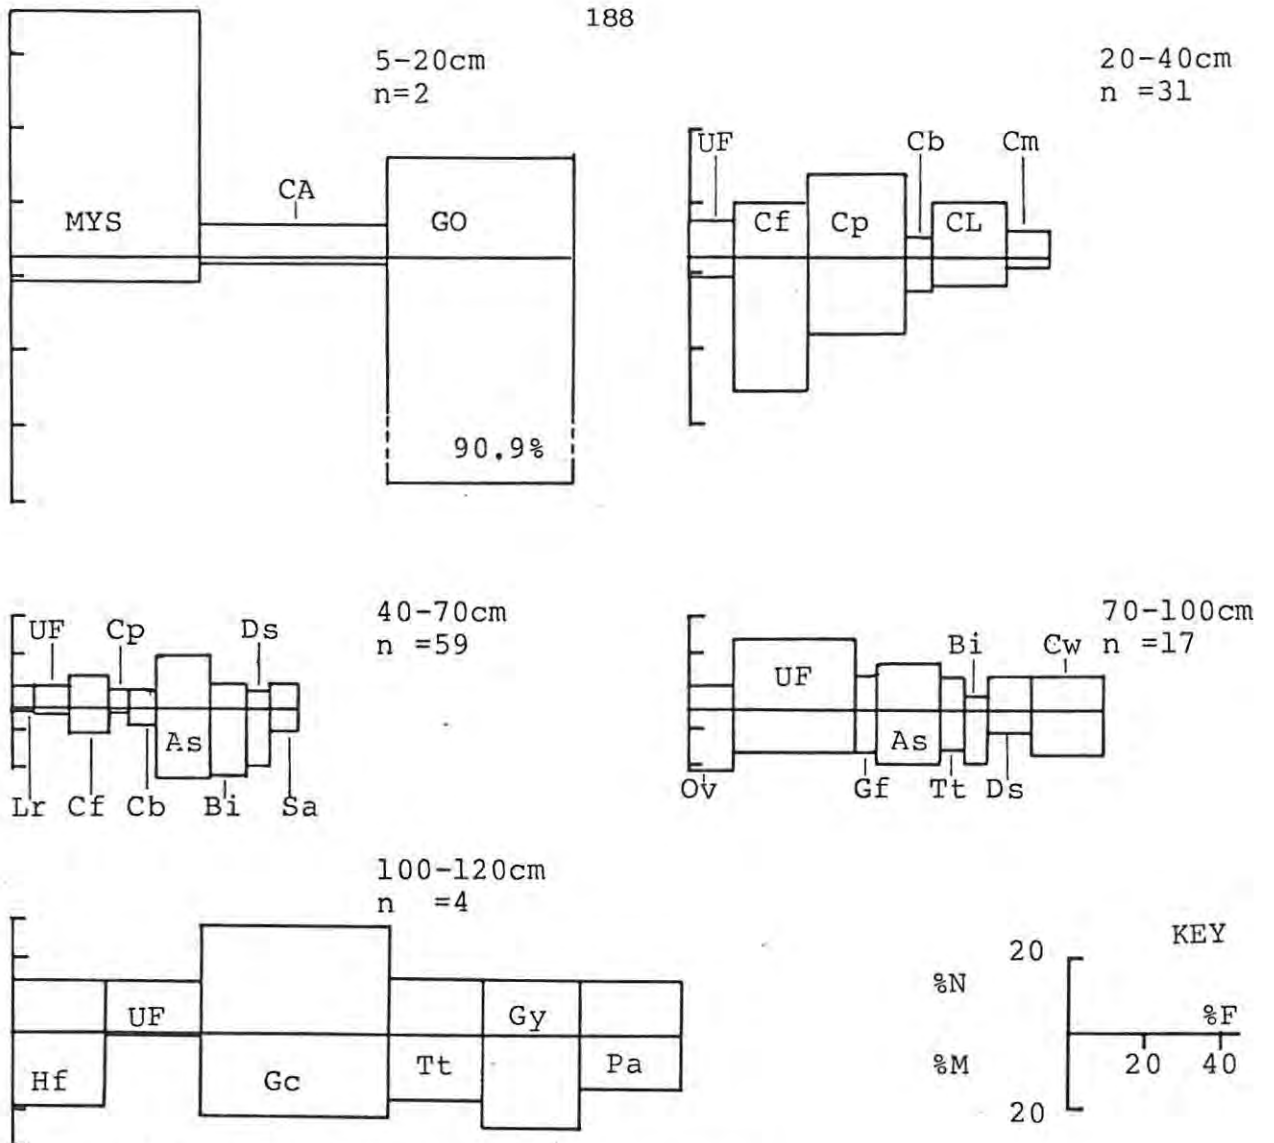 188
5-20cm
n=2
MYS
CA
GO
90.9%
20-40cm
n =31
UF
Cb
Cm
Cf
Cp
CL
40-70cm
n =59
UF Cp Ds
As
Lr Cf Cb Bi Sa
70-100cm
n =17
Bi Cw
UF
As
Ov Gf Tt Ds
100-120cm
n =4
UF
Gy
Hf
Gc
Tt
Pa
KEY
20
%N
%F
%M
20 40
20